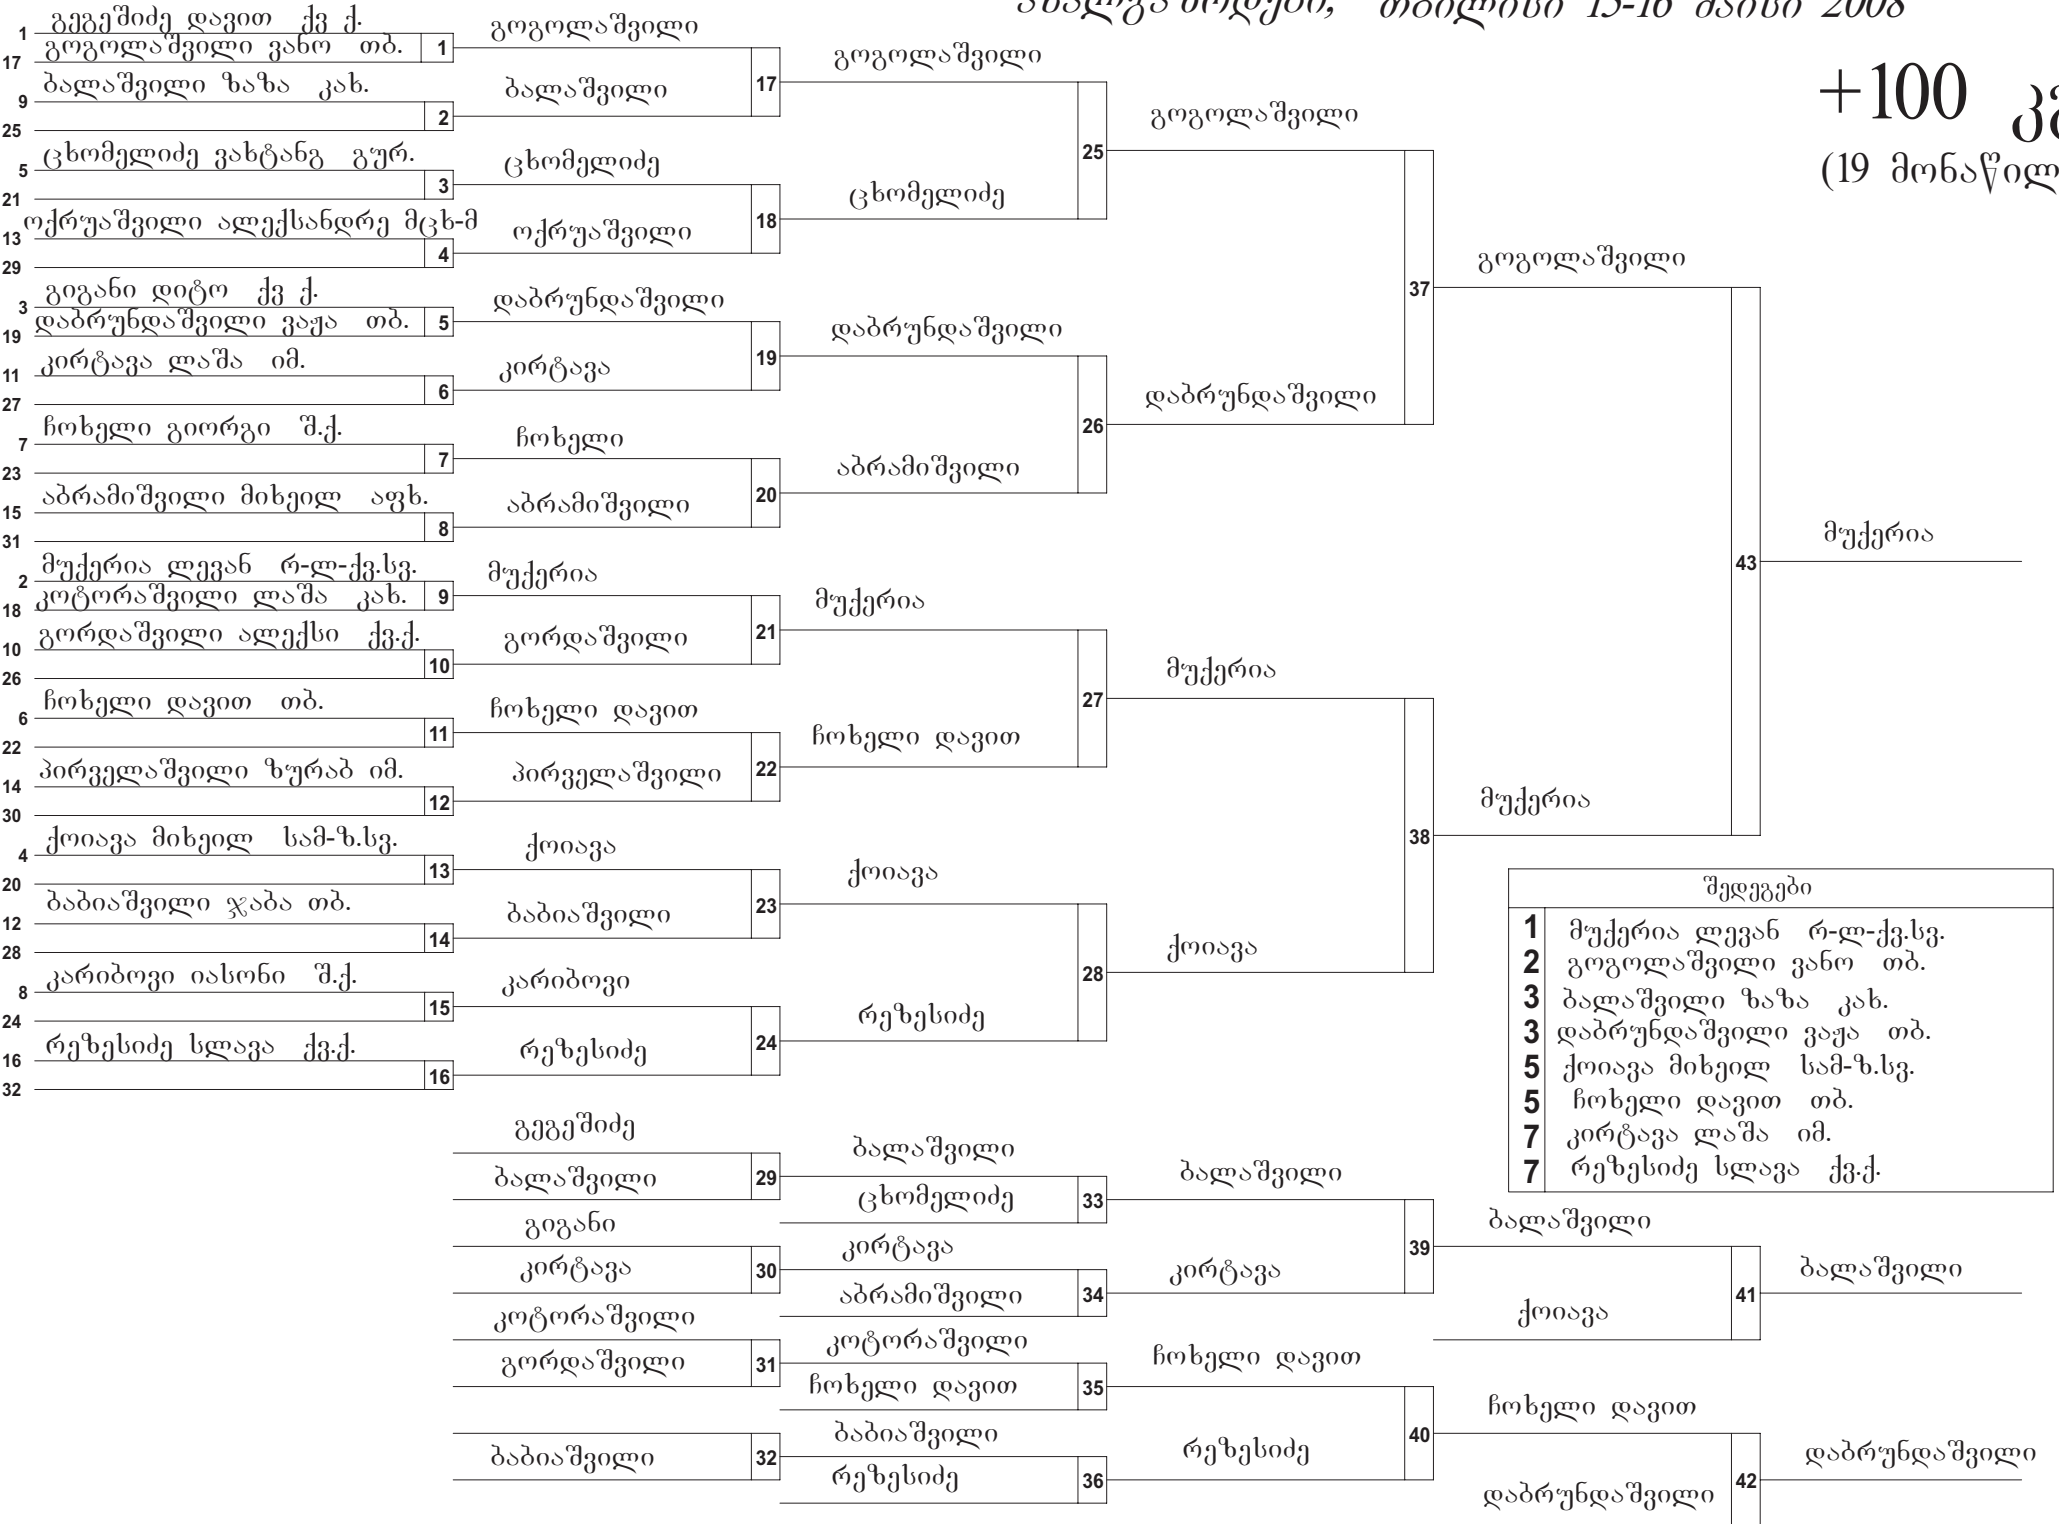 ახალგაზრდები, თბილისი 15-16 მაისი 2008
+100 კგ
(19 მონაწილ
1 გეგეშიძე დავით ქვ ქ.
17 გოგოლაშვილი ვანო თბ. 1
9 ბალაშვილი ზაზა კახ.
25 2
5 ცხომელიძე ვახტანგ გურ.
21 3
13 ოქრუაშვილი ალექსანდრე მცხ-მ
29 4
3 გიგანი დიტო ქვ ქ.
19 დაბრუნდაშვილი ვაჟა თბ. 5
11 კირტავა ლაშა იმ.
27 6
7 ჩოხელი გიორგი შ.ქ.
23 7
15 აბრამიშვილი მიხეილ აფხ.
31 8
2 მუქერია ლევან რ-ლ-ქვ.სვ.
18 კოტორაშვილი ლაშა კახ. 9
10 გორდაშვილი ალექსი ქვ.ქ.
26 10
6 ჩოხელი დავით თბ.
22 11
14 პირველაშვილი ზურაბ იმ.
30 12
4 ქოიავა მიხეილ სამ-ზ.სვ.
20 13
12 ბაბიაშვილი ჯაბა თბ.
28 14
8 კარიბოვი იასონი შ.ქ.
24 15
16 რეზესიძე სლავა ქვ.ქ.
32 16
გოგოლაშვილი
ბალაშვილი 17
ცხომელიძე
ოქრუაშვილი 18
დაბრუნდაშვილი
კირტავა 19
ჩოხელი
აბრამიშვილი 20
მუქერია
გორდაშვილი 21
ჩოხელი დავით
პირველაშვილი 22
ქოიავა
ბაბიაშვილი 23
კარიბოვი
რეზესიძე 24
გოგოლაშვილი
ცხომელიძე 25
დაბრუნდაშვილი
აბრამიშვილი 26
მუქერია
ჩოხელი დავით 27
ქოიავა
რეზესიძე 28
გოგოლაშვილი
დაბრუნდაშვილი 37
მუქერია
ქოიავა 38
გოგოლაშვილი
მუქერია 43
მუქერია
შედეგები
1 მუქერია ლევან რ-ლ-ქვ.სვ.
2 გოგოლაშვილი ვანო თბ.
3 ბალაშვილი ზაზა კახ.
3 დაბრუნდაშვილი ვაჟა თბ.
5 ქოიავა მიხეილ სამ-ზ.სვ.
5 ჩოხელი დავით თბ.
7 კირტავა ლაშა იმ.
7 რეზესიძე სლავა ქვ.ქ.
გეგეშიძე
ბალაშვილი 29
გიგანი
კირტავა 30
კოტორაშვილი
გორდაშვილი 31
ბაბიაშვილი 32
ბალაშვილი
ცხომელიძე 33
კირტავა
აბრამიშვილი 34
კოტორაშვილი
ჩოხელი დავით 35
ბაბიაშვილი
რეზესიძე 36
ბალაშვილი
კირტავა 39
ჩოხელი დავით
რეზესიძე 40
ბალაშვილი
ქოიავა 41
ჩოხელი დავით
დაბრუნდაშვილი 42
ბალაშვილი
დაბრუნდაშვილი